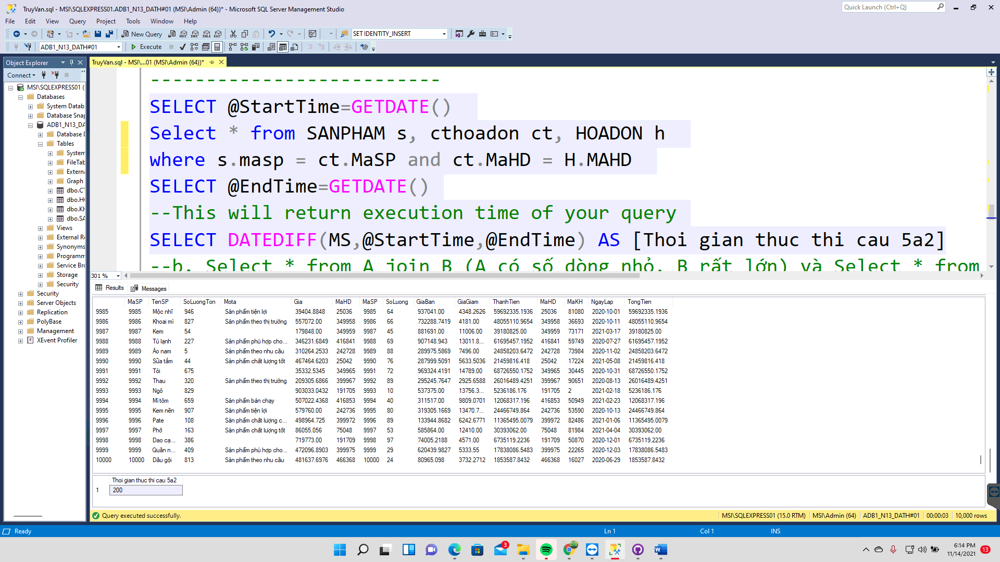 TruyVan.sql - MSI\SQLEXPRESS01.ADB1_N13_DATH#01 (MSI\Admin (64))* - Microsoft SQL Server Management Studio
Quick Launch (Ctrl+Q)
File Edit View Query Project Tools Window Help
New Query MDX DMX XMLA DAX SET IDENTITY_INSERT
ADB1_N13_DATH#01 Execute
Object Explorer
TruyVan.sql - MSI\...01 (MSI\Admin (64))*
Connect
MSI\SQLEXPRESS01 (
Databases
System Datab
Database Snap
ADB1_N13_DA
Database D
Tables
System
FileTab
Externa
Graph
dbo.CT
dbo.HO
dbo.KH
dbo.SA
Views
External Re
Synonyms
Programm
Service Bro
Storage
Security
Security
Server Objects
Replication
PolyBase
Management
XEvent Profiler
--------------------------
SELECT @StartTime=GETDATE()
Select * from SANPHAM s, cthoadon ct, HOADON h
where s.masp = ct.MaSP and ct.MaHD = H.MAHD
SELECT @EndTime=GETDATE()
--This will return execution time of your query
SELECT DATEDIFF(MS,@StartTime,@EndTime) AS [Thoi gian thuc thi cau 5a2]
--b. Select * from A join B (A có số dòng nhỏ, B rất lớn) và Select * from
301 %
Results Messages
MaSP TenSP SoLuongTon Mota Gia MaHD MaSP SoLuong GiaBan GiaGiam ThanhTien MaHD MaKH NgayLap TongTien
9985 9985 Mộc nhĩ 946 Sản phẩm tiện lợi 39404.8848 25036 9985 64 937041.00 4348.2626 59692335.1936 25036 81080 2020-10-01 59692335.1936
9986 9986 Khoai mì 827 Sản phẩm theo thị trường 557072.00 349958 9986 66 732288.7419 4181.00 48055110.9654 349958 36693 2020-10-11 48055110.9654
9987 9987 Kem 54 179848.00 349959 9987 45 881691.00 11006.00 39180825.00 349959 73171 2021-03-17 39180825.00
9988 9988 Tủ lạnh 227 Sản phẩm phù hợp cho... 346231.6849 416841 9988 69 907148.943 13011.8... 61695457.1952 416841 59749 2020-07-27 61695457.1952
9989 9989 Áo nam 5 Sản phẩm theo nhu cầu 310264.2533 242728 9989 88 289975.5869 7496.00 24858203.6472 242728 73984 2020-11-02 24858203.6472
9990 9990 Sữa tắm 44 Sản phẩm chất lượng tốt 467464.6203 25042 9990 76 287999.5091 5633.5036 21459816.418 25042 17224 2021-05-08 21459816.418
9991 9991 Tỏi 675 35332.5345 349965 9991 72 969324.4191 14789.00 68726550.1752 349965 30445 2020-10-31 68726550.1752
9992 9992 Thau 320 Sản phẩm theo thị trường 209305.6866 399967 9992 89 295245.7647 2925.6588 26016489.4251 399967 90651 2020-08-13 26016489.4251
9993 9993 Ngô 829 903033.0432 191705 9993 10 537375.00 13756.3... 5236186.176 191705 2 2021-02-18 5236186.176
9994 9994 Mì tôm 659 Sản phẩm bán chạy 507022.4368 416853 9994 40 311517.00 9809.0701 12068317.196 416853 50949 2021-02-23 12068317.196
9995 9995 Kem nền 907 Sản phẩm tiện lợi 579760.00 242736 9995 80 319305.1669 13470.7... 24466749.864 242736 53590 2020-10-13 24466749.864
9996 9996 Pate 108 Sản phẩm chất lượng c... 498964.725 399972 9996 89 133944.8682 6242.6771 11365495.0079 399972 82486 2021-01-06 11365495.0079
9997 9997 Phở 163 Sản phẩm chất lượng tốt 86055.056 75048 9997 53 585864.00 12410.00 30393062.00 75048 81984 2021-04-04 30393062.00
9998 9998 Dao cạ... 386 719773.00 191709 9998 97 74005.2188 4571.00 6735119.2236 191709 50870 2020-12-01 6735119.2236
9999 9999 Quần n... 409 Sản phẩm phù hợp cho... 472096.8903 399975 9999 29 620439.9827 5333.55 17838086.5483 399975 22265 2020-12-03 17838086.5483
10000 10000 Dầu gội 813 Sản phẩm theo nhu cầu 481637.6976 466368 10000 24 80965.098 3732.2712 1853587.8432 466368 16027 2020-06-29 1853587.8432
Thoi gian thuc thi cau 5a2
1 200
Query executed successfully. MSI\SQLEXPRESS01 (15.0 RTM) MSI\Admin (64) ADB1_N13_DATH#01 00:00:03 10,000 rows
Ready Ln 1 Col 1 INS
3
6:14 PM
11/14/2021
13